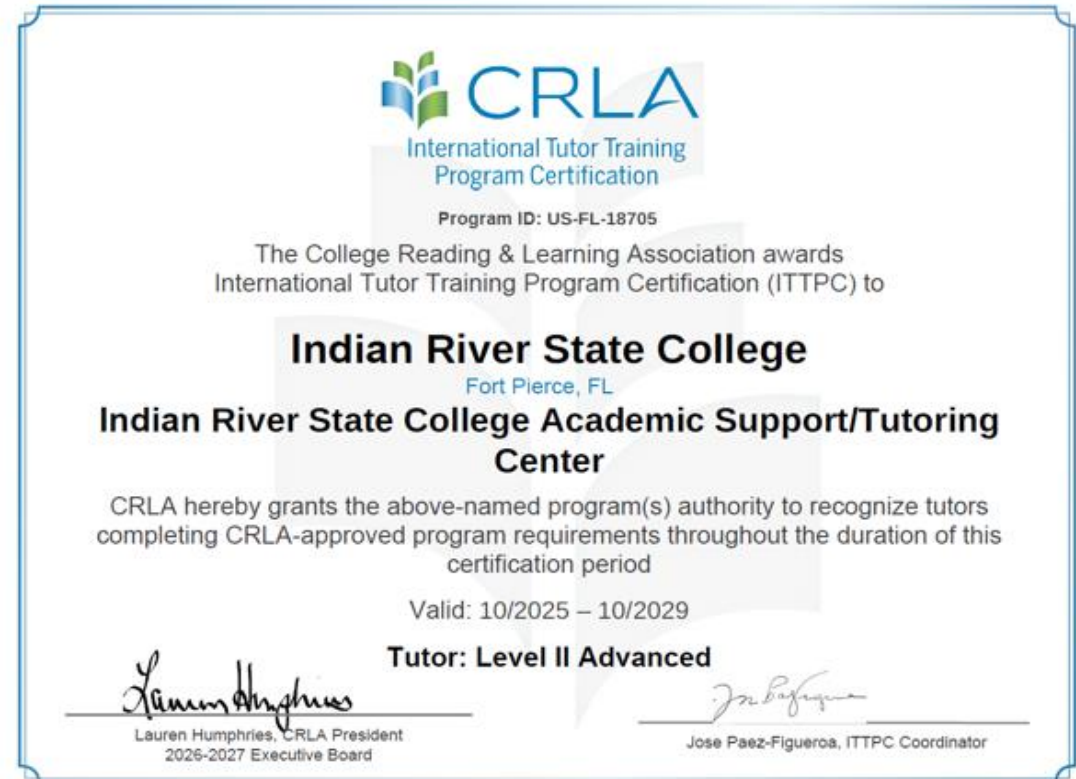 CRLA
International Tutor Training
Program Certification
Program ID: US-FL-18705
The College Reading & Learning Association awards
International Tutor Training Program Certification (ITTPC) to
Indian River State College
Fort Pierce, FL
Indian River State College Academic Support/Tutoring
Center
CRLA hereby grants the above-named program(s) authority to recognize tutors
completing CRLA-approved program requirements throughout the duration of this
certification period
Valid: 10/2025 – 10/2029
Tutor: Level II Advanced
Lauren Humphries
Lauren Humphries, CRLA President
2026-2027 Executive Board
Jose Paez-Figueroa, ITTPC Coordinator